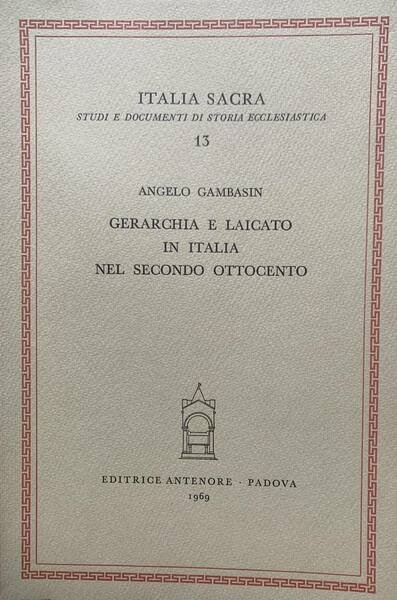 ITALIA SACRA
STUDI E DOCUMENTI DI STORIA ECCLESIASTICA
13
ANGELO GAMBASIN
GERARCHIA E LAICATO
IN ITALIA
NEL SECONDO OTTOCENTO
EDITRICE ANTENORE · PADOVA
1969